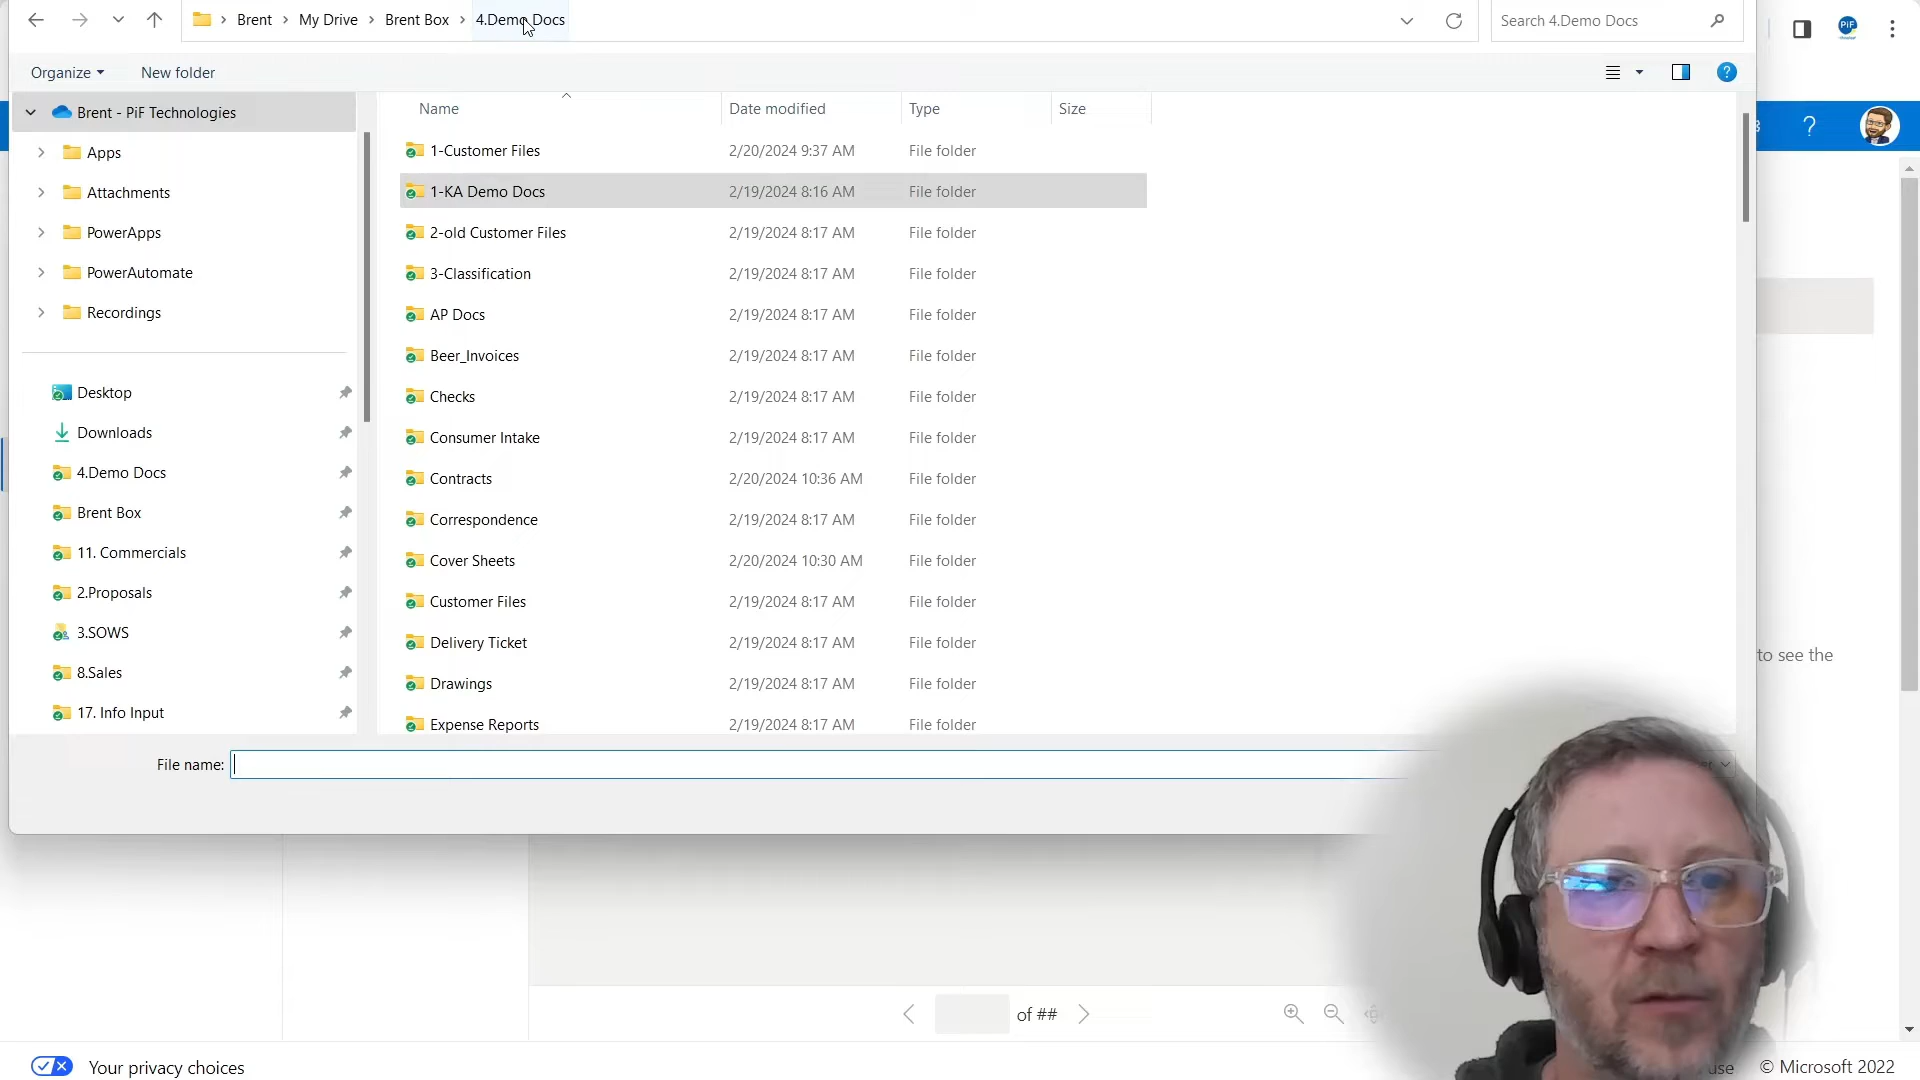 Brent
My Drive
Brent Box
4.Demo Docs
Search 4.Demo Docs
PiF
Organize
New folder
?
Brent - PiF Technologies
Apps
Attachments
PowerApps
PowerAutomate
Recordings
Desktop
Downloads
4.Demo Docs
Brent Box
11. Commercials
2.Proposals
3.SOWS
8.Sales
17. Info Input
Name Date modified Type Size
1-Customer Files 2/20/2024 9:37 AM File folder
1-KA Demo Docs 2/19/2024 8:16 AM File folder
2-old Customer Files 2/19/2024 8:17 AM File folder
3-Classification 2/19/2024 8:17 AM File folder
AP Docs 2/19/2024 8:17 AM File folder
Beer_Invoices 2/19/2024 8:17 AM File folder
Checks 2/19/2024 8:17 AM File folder
Consumer Intake 2/19/2024 8:17 AM File folder
Contracts 2/20/2024 10:36 AM File folder
Correspondence 2/19/2024 8:17 AM File folder
Cover Sheets 2/20/2024 10:30 AM File folder
Customer Files 2/19/2024 8:17 AM File folder
Delivery Ticket 2/19/2024 8:17 AM File folder
Drawings 2/19/2024 8:17 AM File folder
Expense Reports 2/19/2024 8:17 AM File folder
File name:
?
to see the
of ##
Your privacy choices
use
© Microsoft 2022